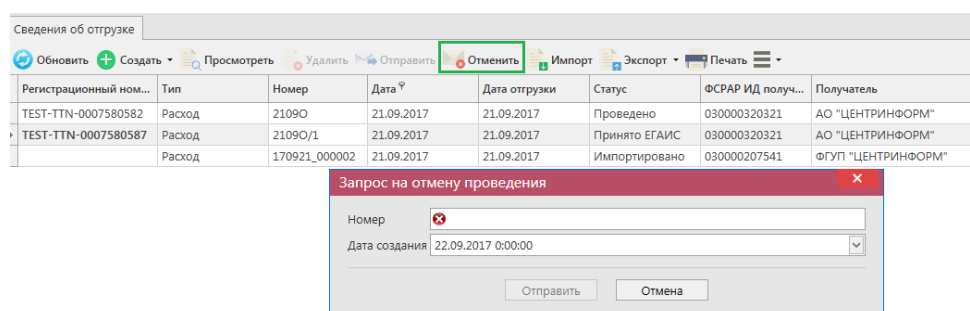 Сведения об отгрузке
Обновить Создать Просмотреть Удалить Отправить Отменить Импорт Экспорт Печать
Регистрационный ном... Тип Номер Дата Дата отгрузки Статус ФСРАР ИД получ... Получатель
TEST-TTN-0007580582 Расход 2109О 21.09.2017 21.09.2017 Проведено 030000320321 АО "ЦЕНТРИНФОРМ"
TEST-TTN-0007580587 Расход 2109О/1 21.09.2017 21.09.2017 Принято ЕГАИС 030000320321 АО "ЦЕНТРИНФОРМ"
Расход 170921_000002 21.09.2017 21.09.2017 Импортировано 030000207541 ФГУП "ЦЕНТРИНФОРМ"
Запрос на отмену проведения
Номер
Дата создания 22.09.2017 0:00:00
Отправить Отмена